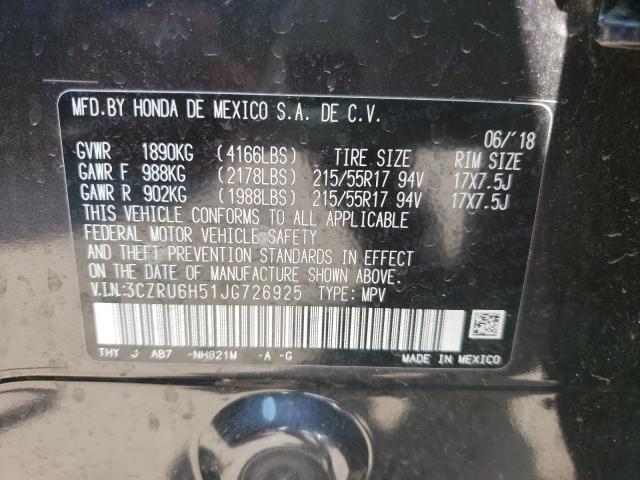 MFD.BY HONDA DE MEXICO S.A. DE C.V.
06/'18
GVWR 1890KG (4166LBS) TIRE SIZE RIM SIZE
GAWR F 988KG (2178LBS) 215/55R17 94V 17X7.5J
GAWR R 902KG (1988LBS) 215/55R17 94V 17X7.5J
THIS VEHICLE CONFORMS TO ALL APPLICABLE
FEDERAL MOTOR VEHICLE SAFETY
AND THEFT PREVENTION STANDARDS IN EFFECT
ON THE DATE OF MANUFACTURE SHOWN ABOVE.
V.I.N:3CZRU6H51JG726925 TYPE: MPV
THY J AB7 -NH821M -A -G MADE IN MEXICO